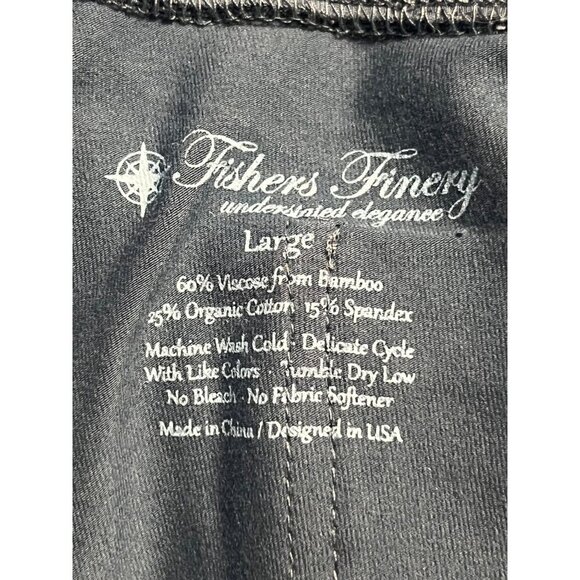 Fishers Finery
understated elegance
Large
60% Viscose from Bamboo
25% Organic Cotton 15% Spandex
Machine Wash Cold · Delicate Cycle
With Like Colors · Tumble Dry Low
No Bleach · No Fabric Softener
Made in China / Designed in USA